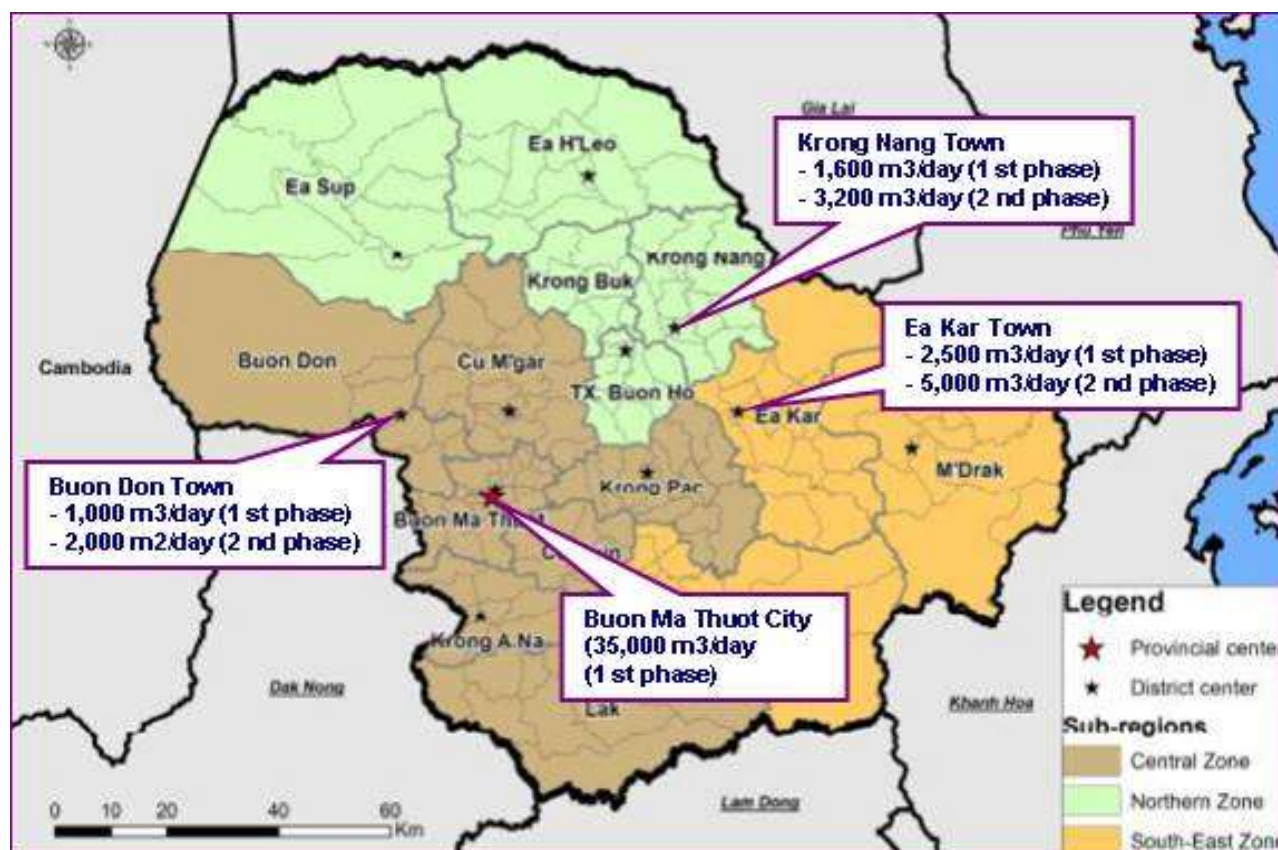 Gia Lai
Krong Nang Town
- 1,600 m3/day (1 st phase)
- 3,200 m3/day (2 nd phase)
Ea H'Leo
Ea Sup
Phu Yen
Krong Nang
Krong Buk
Ea Kar Town
- 2,500 m3/day (1 st phase)
- 5,000 m3/day (2 nd phase)
Cambodia
Buon Don
Cu M'gar
TX. Buon Ho
Ea Kar
M'Drak
Buon Don Town
- 1,000 m3/day (1 st phase)
- 2,000 m2/day (2 nd phase)
Krong Pac
Buon Ma Thuot
Buon Ma Thuot City
(35,000 m3/day
(1 st phase)
Krong A.Na
Lak
Dak Nong
Khanh Hoa
Lam Dong
Legend
Provincial cente
District center
Sub-regions
Central Zone
Northern Zone
South-East Zone
0 10 20 40 60
Km